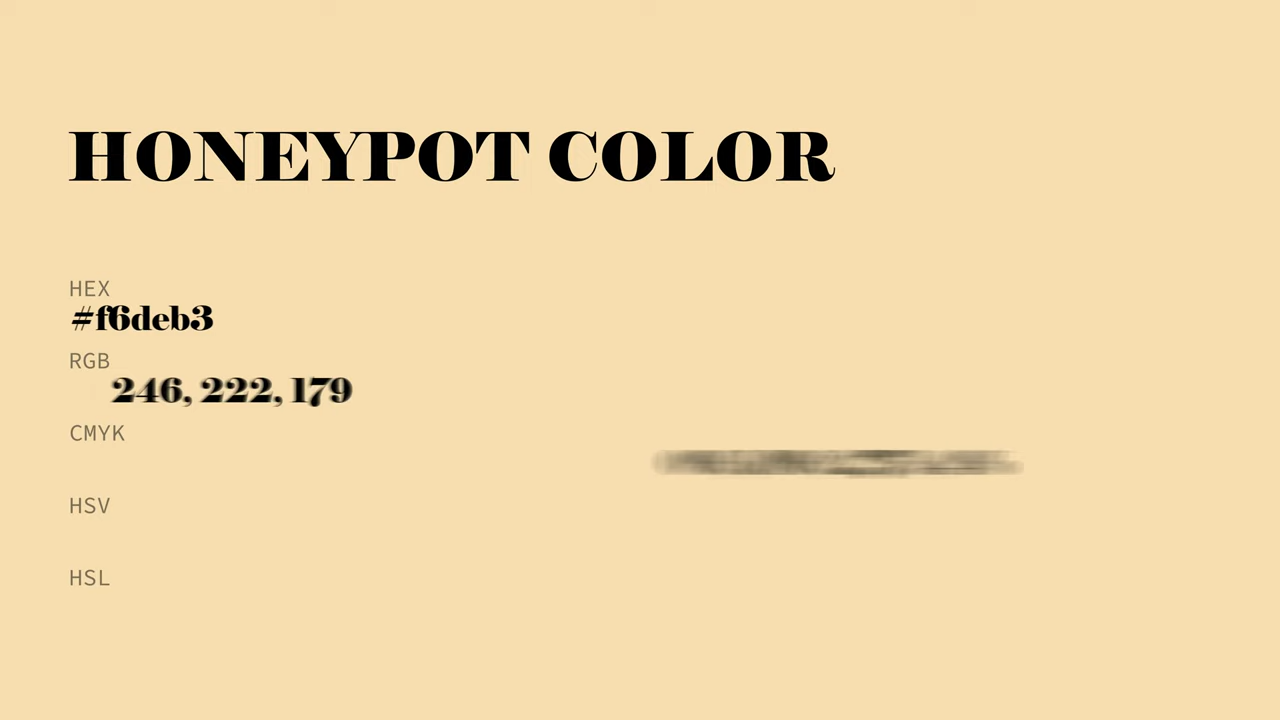 HONEYPOT COLOR
HEX
#f6deb3
RGB
246, 222, 179
CMYK
HSV
HSL